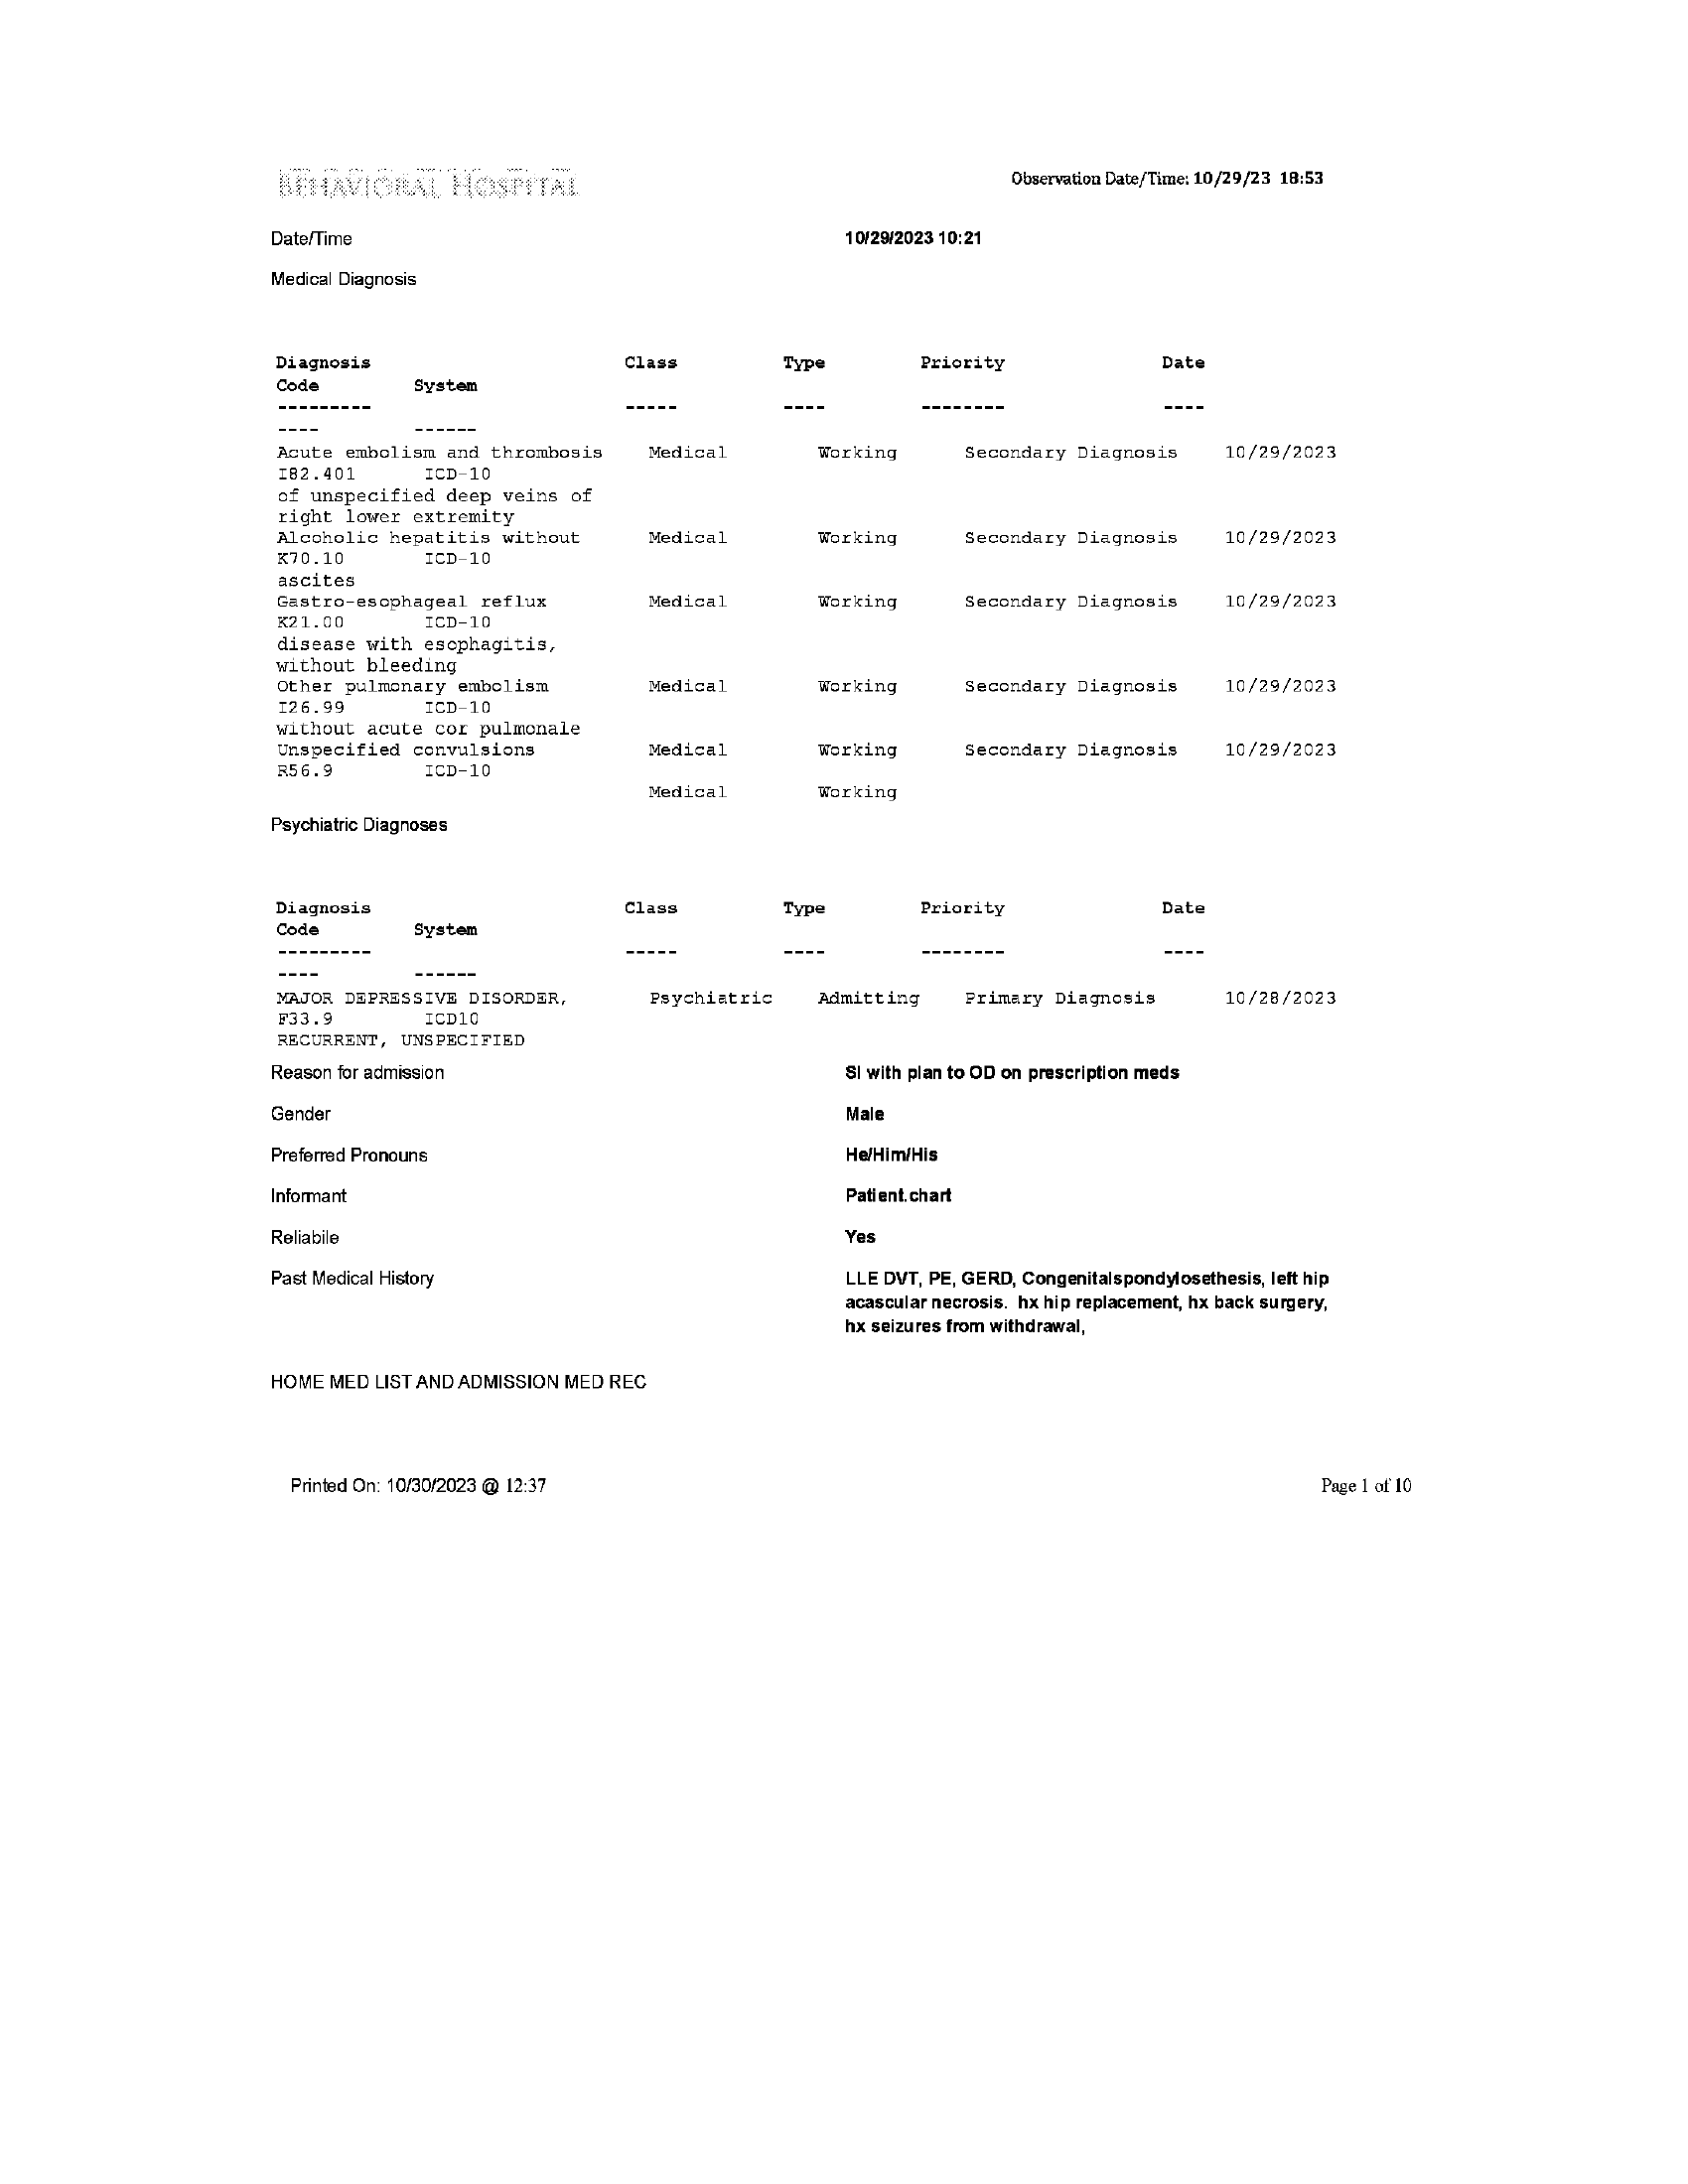 BEHAVIORAL HOSPITAL
Observation Date/Time: 10/29/23 18:53
Date/Time 10/29/2023 10:21
Medical Diagnosis
Diagnosis Class Type Priority Date
Code System
--------- ----- ---- -------- ----
---- ------
Acute embolism and thrombosis Medical Working Secondary Diagnosis 10/29/2023
I82.401 ICD-10
of unspecified deep veins of
right lower extremity
Alcoholic hepatitis without Medical Working Secondary Diagnosis 10/29/2023
K70.10 ICD-10
ascites
Gastro-esophageal reflux Medical Working Secondary Diagnosis 10/29/2023
K21.00 ICD-10
disease with esophagitis,
without bleeding
Other pulmonary embolism Medical Working Secondary Diagnosis 10/29/2023
I26.99 ICD-10
without acute cor pulmonale
Unspecified convulsions Medical Working Secondary Diagnosis 10/29/2023
R56.9 ICD-10
Medical Working
Psychiatric Diagnoses
Diagnosis Class Type Priority Date
Code System
--------- ----- ---- -------- ----
---- ------
MAJOR DEPRESSIVE DISORDER, Psychiatric Admitting Primary Diagnosis 10/28/2023
F33.9 ICD10
RECURRENT, UNSPECIFIED
Reason for admission SI with plan to OD on prescription meds
Gender Male
Preferred Pronouns He/Him/His
Informant Patient.chart
Reliabile Yes
Past Medical History LLE DVT, PE, GERD, Congenitalspondylosethesis, left hip
acascular necrosis. hx hip replacement, hx back surgery,
hx seizures from withdrawal,
HOME MED LIST AND ADMISSION MED REC
Printed On: 10/30/2023 @ 12:37 Page 1 of 10